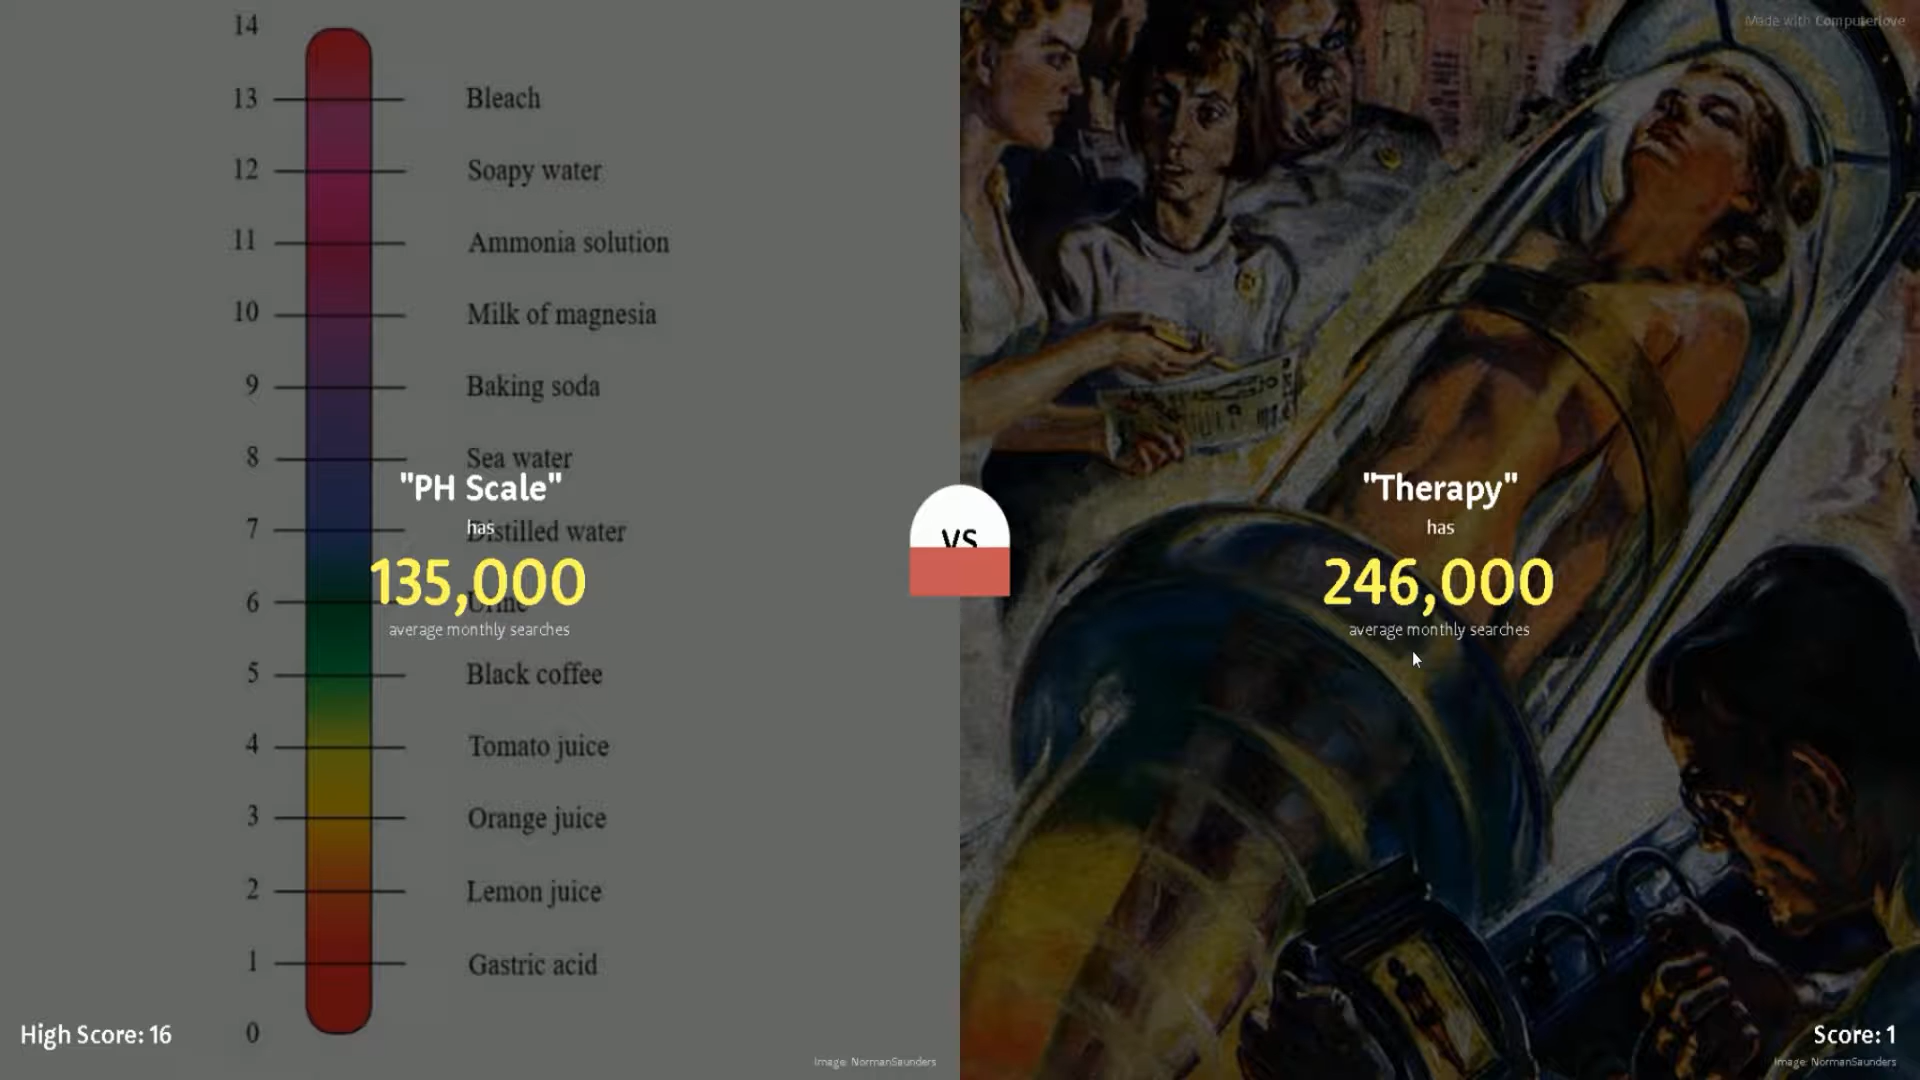 14
13 Bleach
12 Soapy water
11 Ammonia solution
10 Milk of magnesia
9 Baking soda
8 Sea water
"PH Scale"
has
7 Distilled water
135,000
6 Urine
average monthly searches
5 Black coffee
4 Tomato juice
3 Orange juice
2 Lemon juice
1 Gastric acid
0
High Score: 16
Image: NormanSaunders
VS
Made with Computerlove
"Therapy"
has
246,000
average monthly searches
Score: 1
Image: NormanSaunders